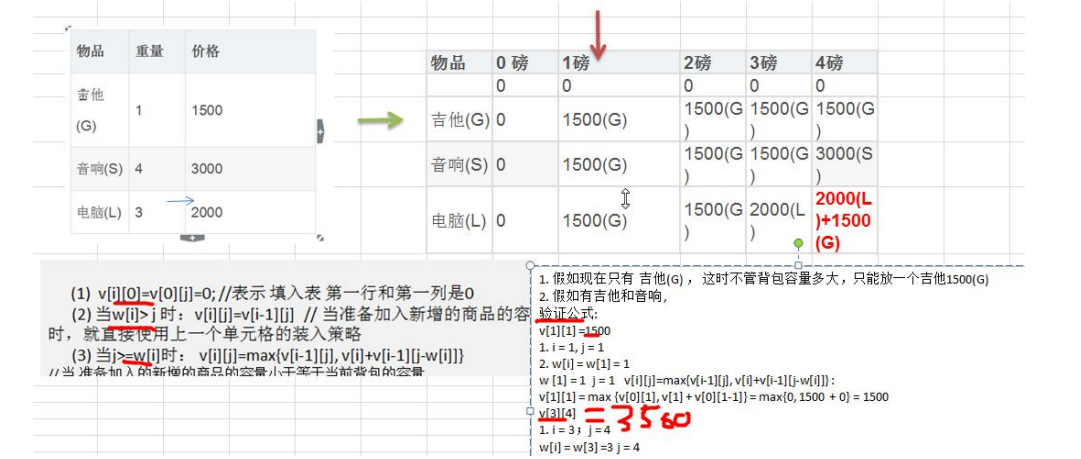 物品 重量 价格
吉他
(G)
1 1500
音响(S) 4 3000
电脑(L) 3 2000
物品 0 磅 1磅 2磅 3磅 4磅
0 0 0 0 0
吉他(G) 0 1500(G) 1500(G) 1500(G) 1500(G)
音响(S) 0 1500(G) 1500(G) 1500(G) 3000(S)
电脑(L) 0 1500(G) 1500(G) 2000(L) 2000(L)+1500(G)
(1) v[i][0]=v[0][j]=0; //表示 填入表 第一行和第一列是0
(2) 当w[i]> j 时：v[i][j]=v[i-1][j] // 当准备加入新增的商品的容
时，就直接使用上一个单元格的装入策略
(3) 当j>=w[i]时： v[i][j]=max{v[i-1][j], v[i]+v[i-1][j-w[i]]}
//当 准备加入的新增的商品的容量小于等于当前背包的容量
1. 假如现在只有 吉他(G) ，这时不管背包容量多大，只能放一个吉他1500(G)
2. 假如有吉他和音响,
验证公式:
v[1][1] =1500
1. i = 1, j = 1
2. w[i] = w[1] = 1
w [1] = 1 j = 1 v[i][j]=max{v[i-1][j], v[i]+v[i-1][j-w[i]]} :
v[1][1] = max {v[0][1], v[1] + v[0][1-1]} = max{0, 1500 + 0} = 1500
v[3][4] = 3500
1. i = 3；j = 4
w[i] = w[3] =3 j = 4